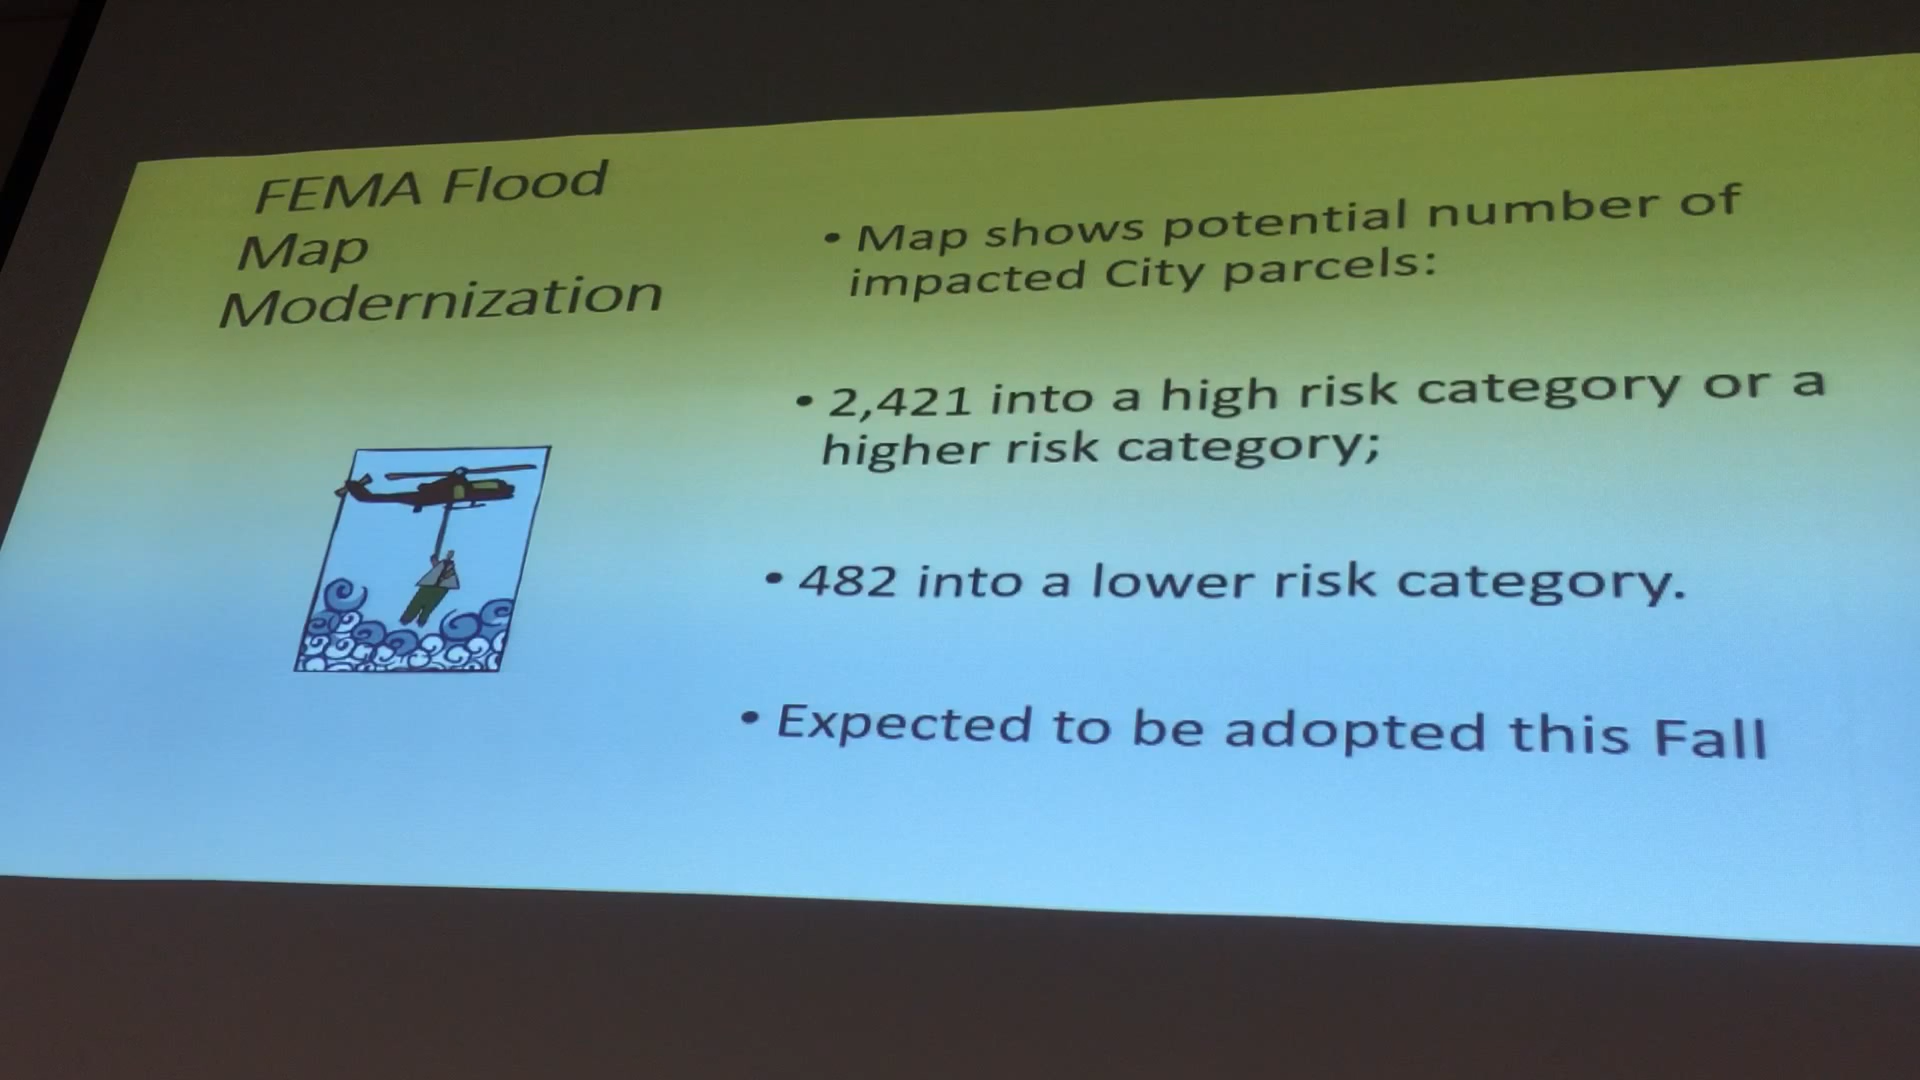 FEMA Flood
Map
Modernization
• Map shows potential number of
impacted City parcels:
• 2,421 into a high risk category or a
higher risk category;
• 482 into a lower risk category.
• Expected to be adopted this Fall